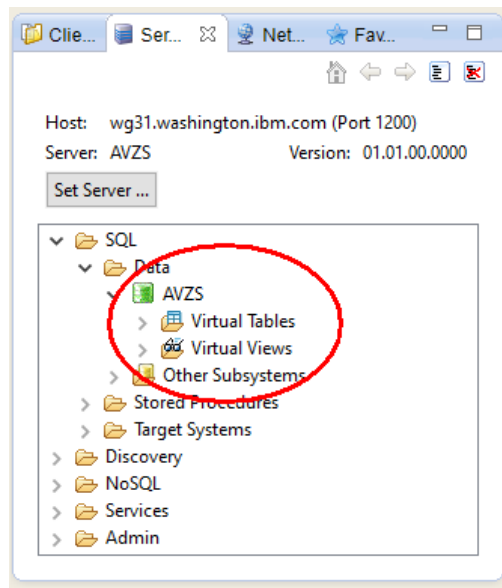 Clie... Ser... Net... Fav...
Host: wg31.washington.ibm.com (Port 1200)
Server: AVZS Version: 01.01.00.0000
Set Server ...
SQL
Data
AVZS
Virtual Tables
Virtual Views
Other Subsystems
Stored Procedures
Target Systems
Discovery
NoSQL
Services
Admin